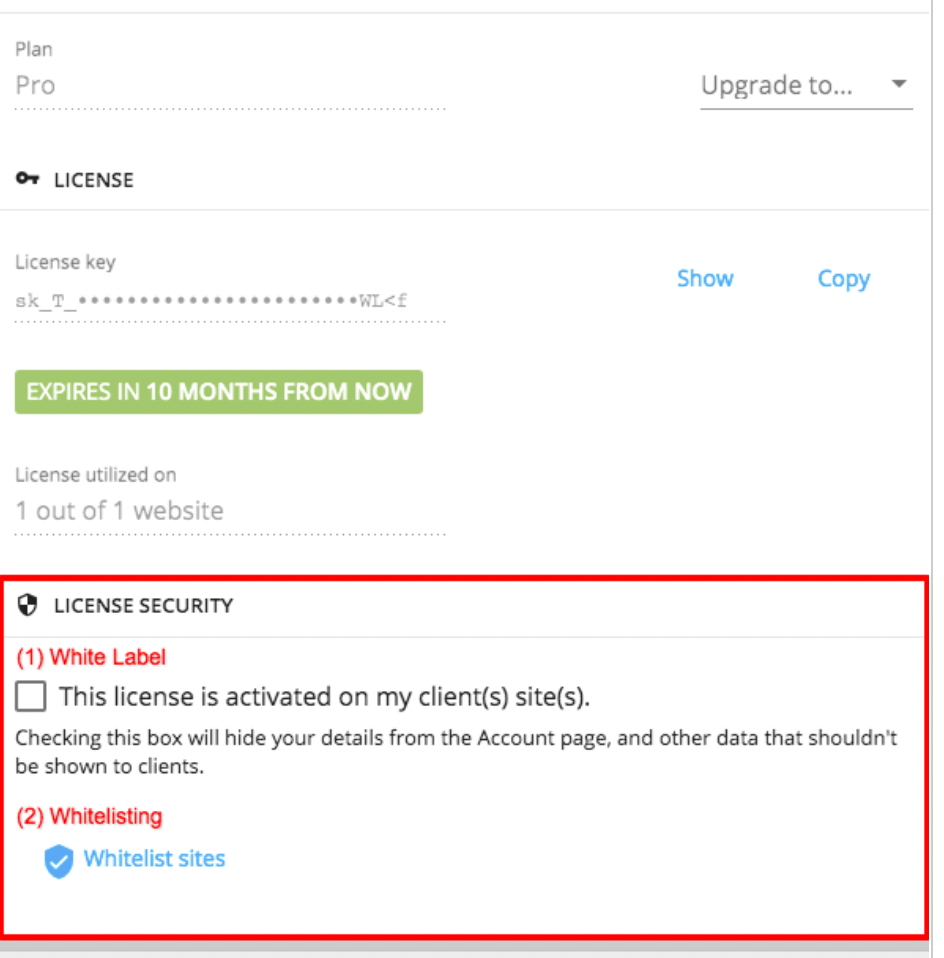 Plan
Pro
Upgrade to...
LICENSE
License key
Show
Copy
sk_T_•••••••••••••••••••••••WL<f
EXPIRES IN 10 MONTHS FROM NOW
License utilized on
1 out of 1 website
LICENSE SECURITY
(1) White Label
This license is activated on my client(s) site(s).
Checking this box will hide your details from the Account page, and other data that shouldn't
be shown to clients.
(2) Whitelisting
Whitelist sites